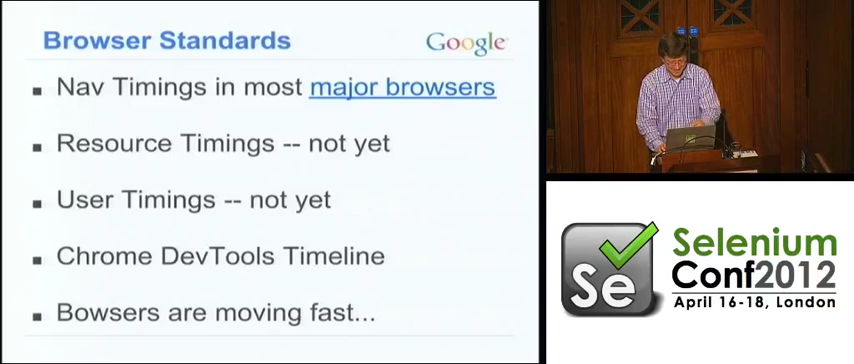 Browser Standards
Google
Nav Timings in most major browsers
Resource Timings -- not yet
User Timings -- not yet
Chrome DevTools Timeline
Bowsers are moving fast...
Se
Selenium
Conf2012
April 16-18, London